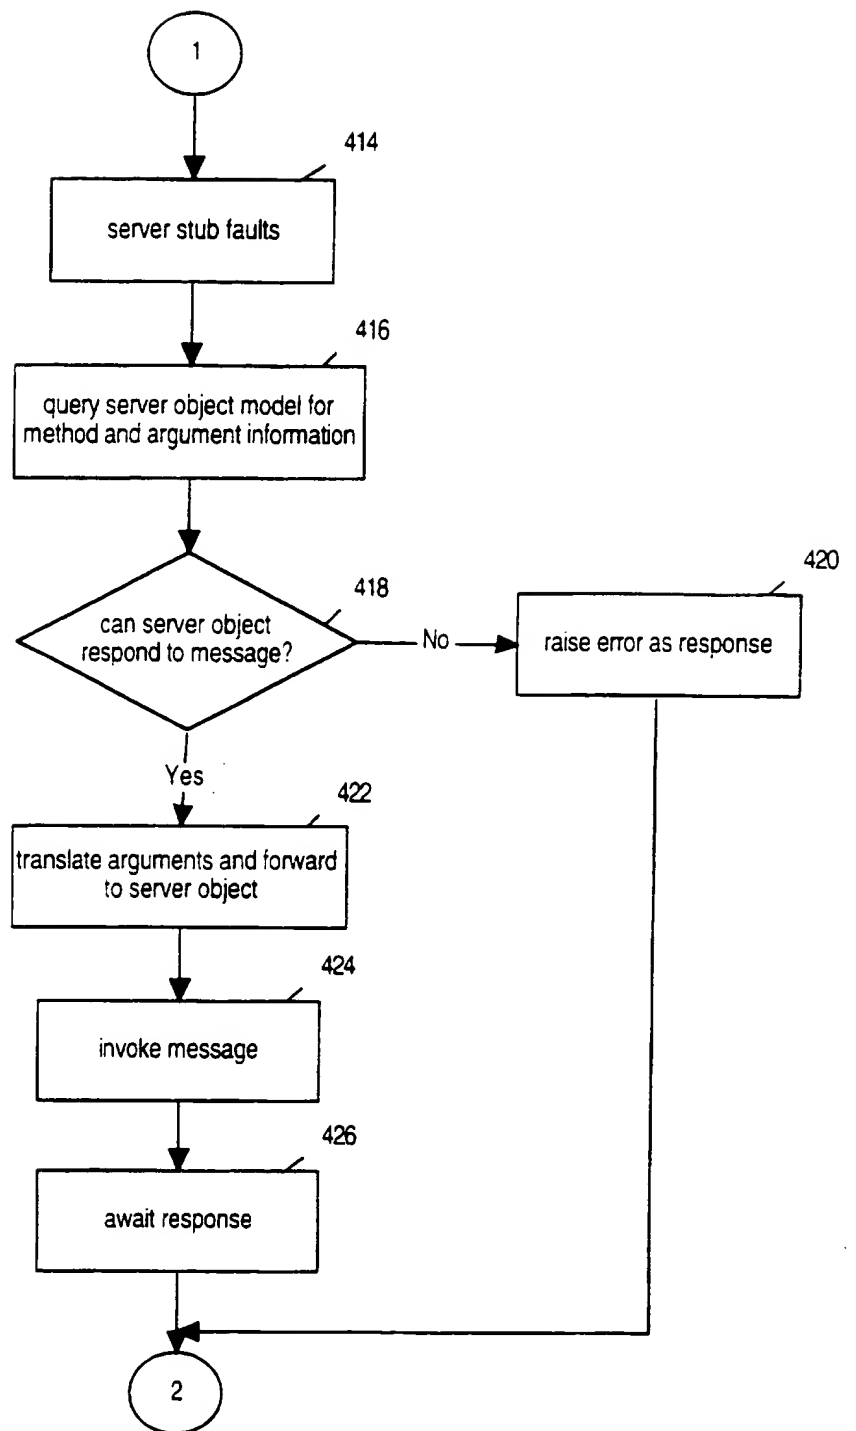 1
414
server stub faults
416
query server object model for
method and argument information
418
can server object
respond to message?
No
420
raise error as response
Yes
422
translate arguments and forward
to server object
424
invoke message
426
await response
2